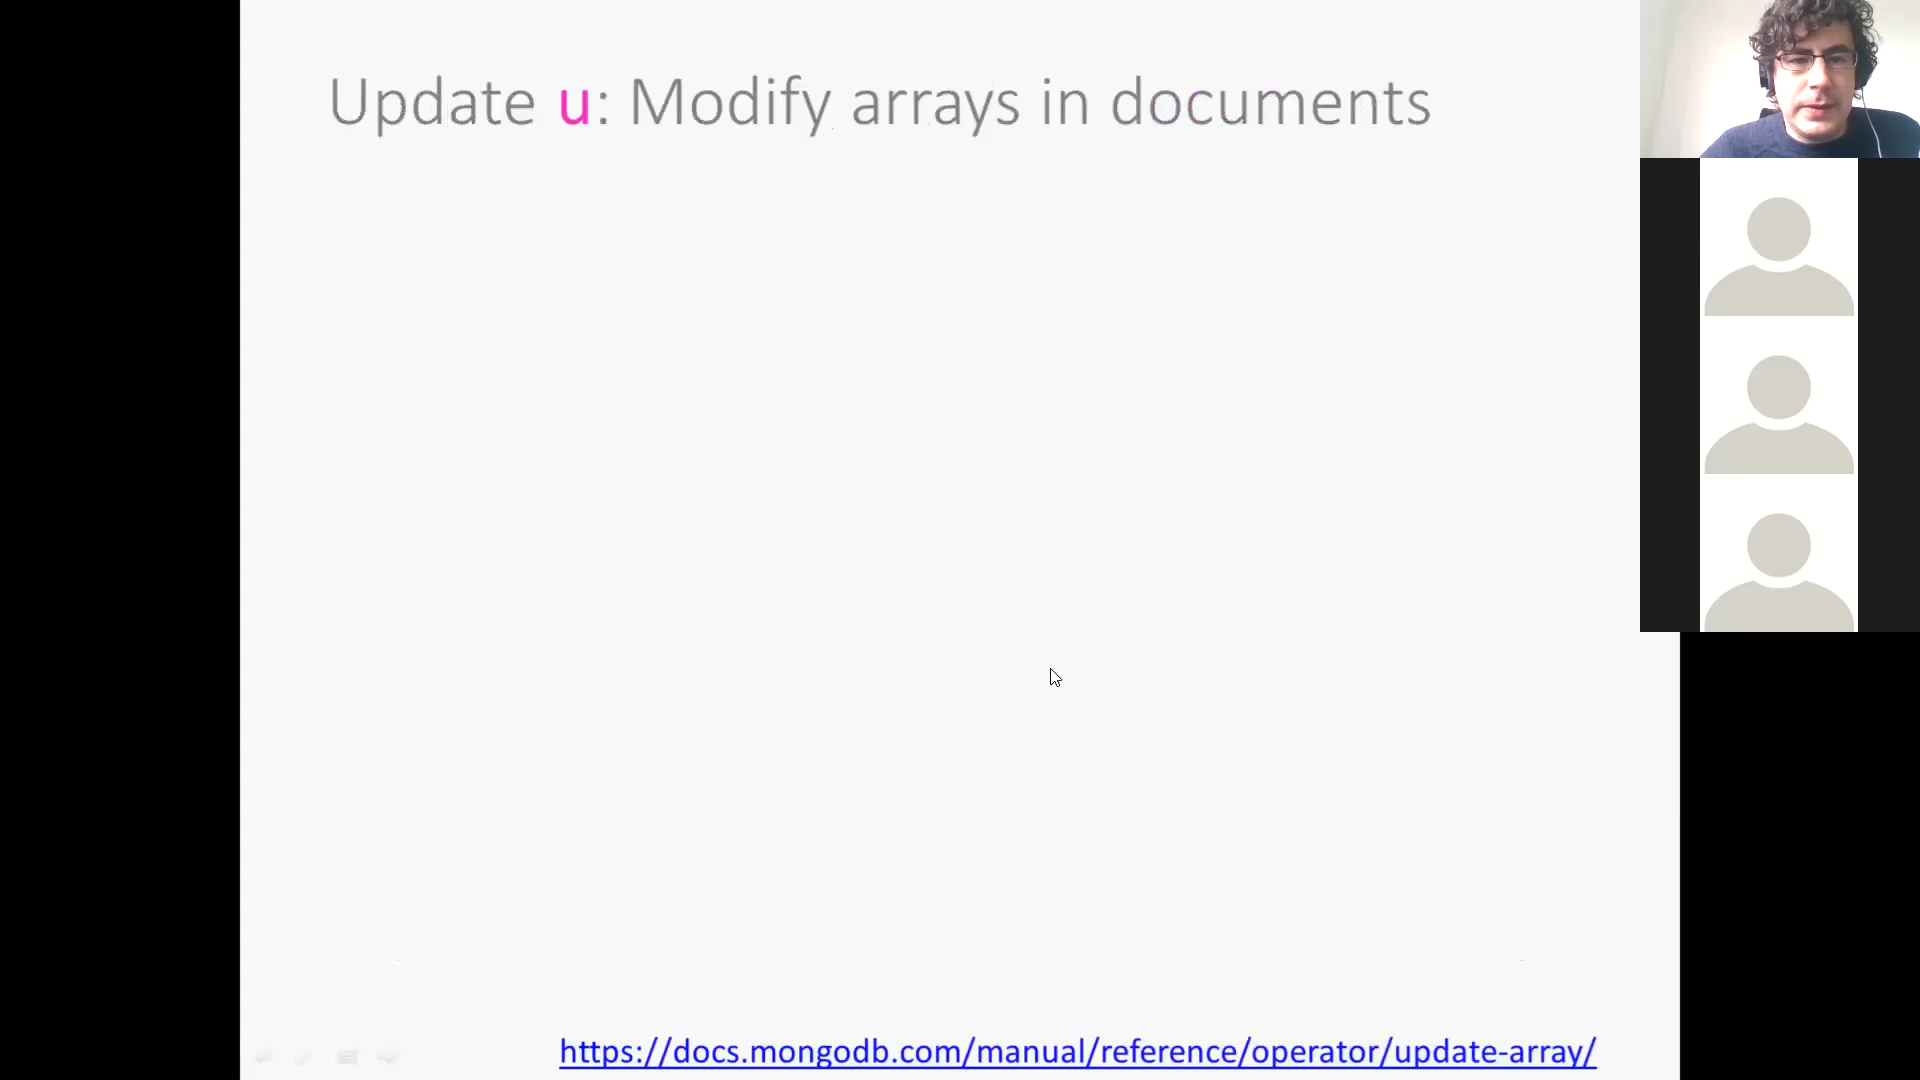 Update u: Modify arrays in documents
https://docs.mongodb.com/manual/reference/operator/update-array/